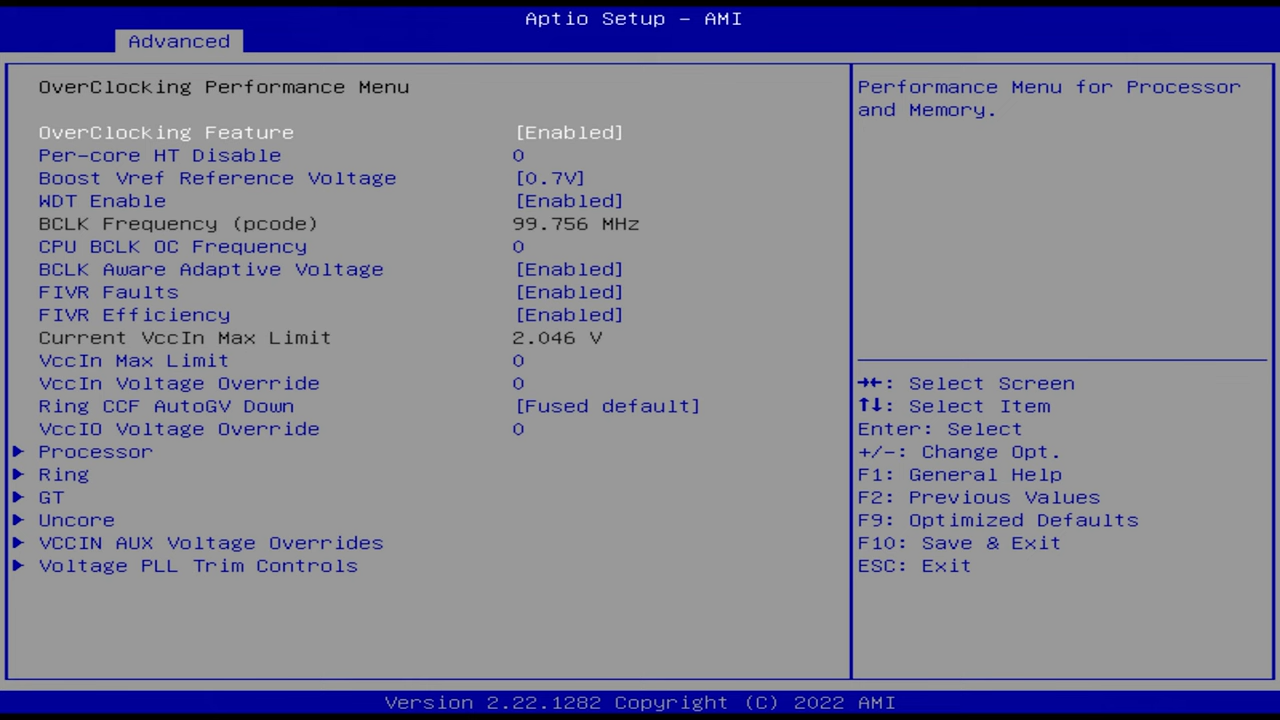 Aptio Setup – AMI
Advanced
OverClocking Performance Menu
OverClocking Feature [Enabled]
Per-core HT Disable 0
Boost Vref Reference Voltage [0.7V]
WDT Enable [Enabled]
BCLK Frequency (pcode) 99.756 MHz
CPU BCLK OC Frequency 0
BCLK Aware Adaptive Voltage [Enabled]
FIVR Faults [Enabled]
FIVR Efficiency [Enabled]
Current VccIn Max Limit 2.046 V
VccIn Max Limit 0
VccIn Voltage Override 0
Ring CCF AutoGV Down [Fused default]
VccIO Voltage Override 0
Processor
Ring
GT
Uncore
VCCIN AUX Voltage Overrides
Voltage PLL Trim Controls
Performance Menu for Processor
and Memory.
→←: Select Screen
↑↓: Select Item
Enter: Select
+/-: Change Opt.
F1: General Help
F2: Previous Values
F9: Optimized Defaults
F10: Save & Exit
ESC: Exit
Version 2.22.1282 Copyright (C) 2022 AMI